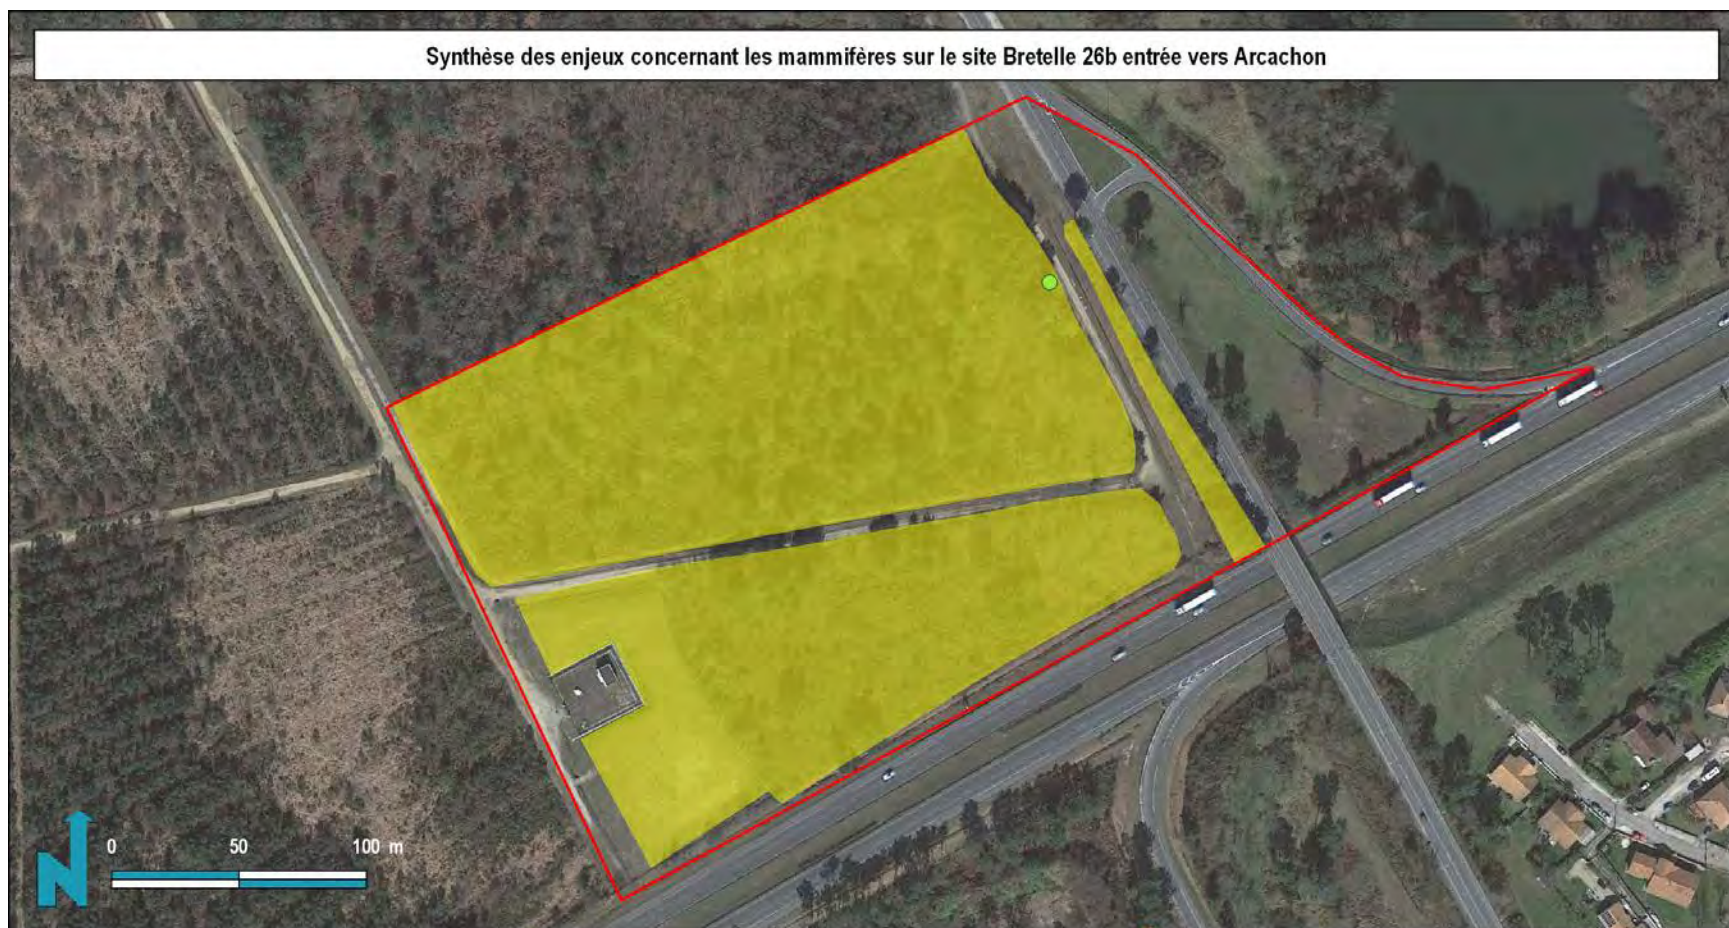 Synthèse des enjeux concernant les mammifères sur le site Bretelle 26b entrée vers Arcachon
0 50 100 m
N